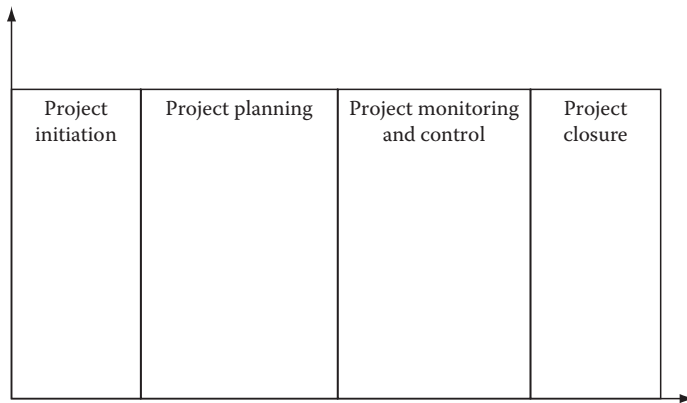 Project
initiation
Project planning
Project monitoring
and control
Project
closure